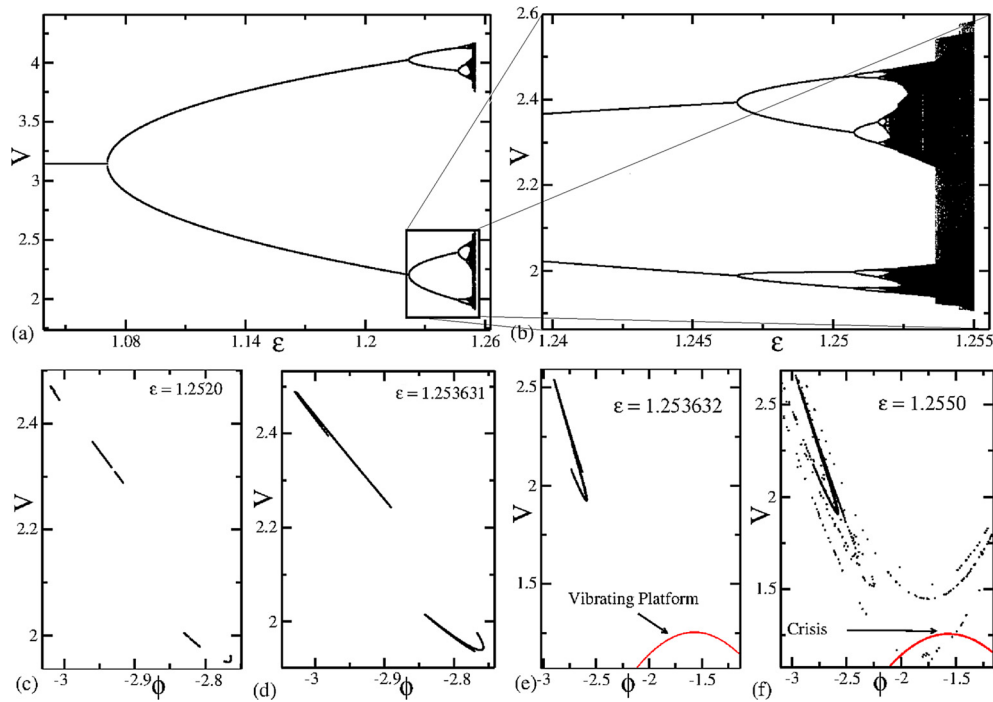 4
3.5
3
2.5
2
V
1.08
1.14
1.2
1.26
(a)
ε
2.6
2.4
2.2
2
V
1.24
1.245
1.25
1.255
(b)
ε
ε = 1.2520
2.4
2.2
2
V
-3
-2.9
-2.8
(c)
ϕ
ε = 1.253631
2.4
2.2
2
V
-3
-2.9
-2.8
(d)
ε = 1.253632
2.5
2
1.5
V
Vibrating Platform
-3
-2.5
-2
-1.5
(e)
ϕ
ε = 1.2550
2.5
2
1.5
V
Crisis
-3
-2.5
-2
-1.5
(f)
ϕ